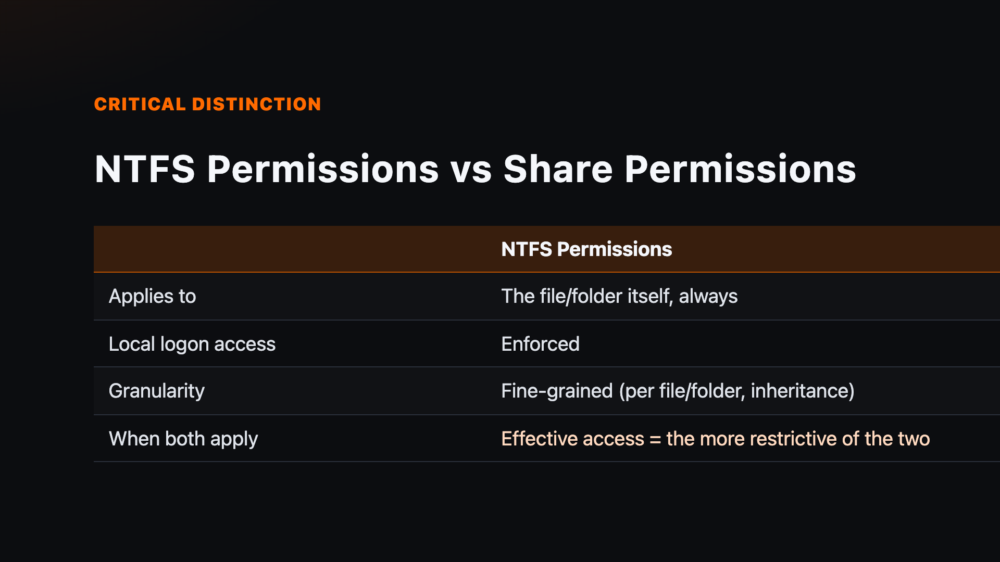 CRITICAL DISTINCTION
NTFS Permissions vs Share Permissions
NTFS Permissions
Applies to The file/folder itself, always
Local logon access Enforced
Granularity Fine-grained (per file/folder, inheritance)
When both apply Effective access = the more restrictive of the two